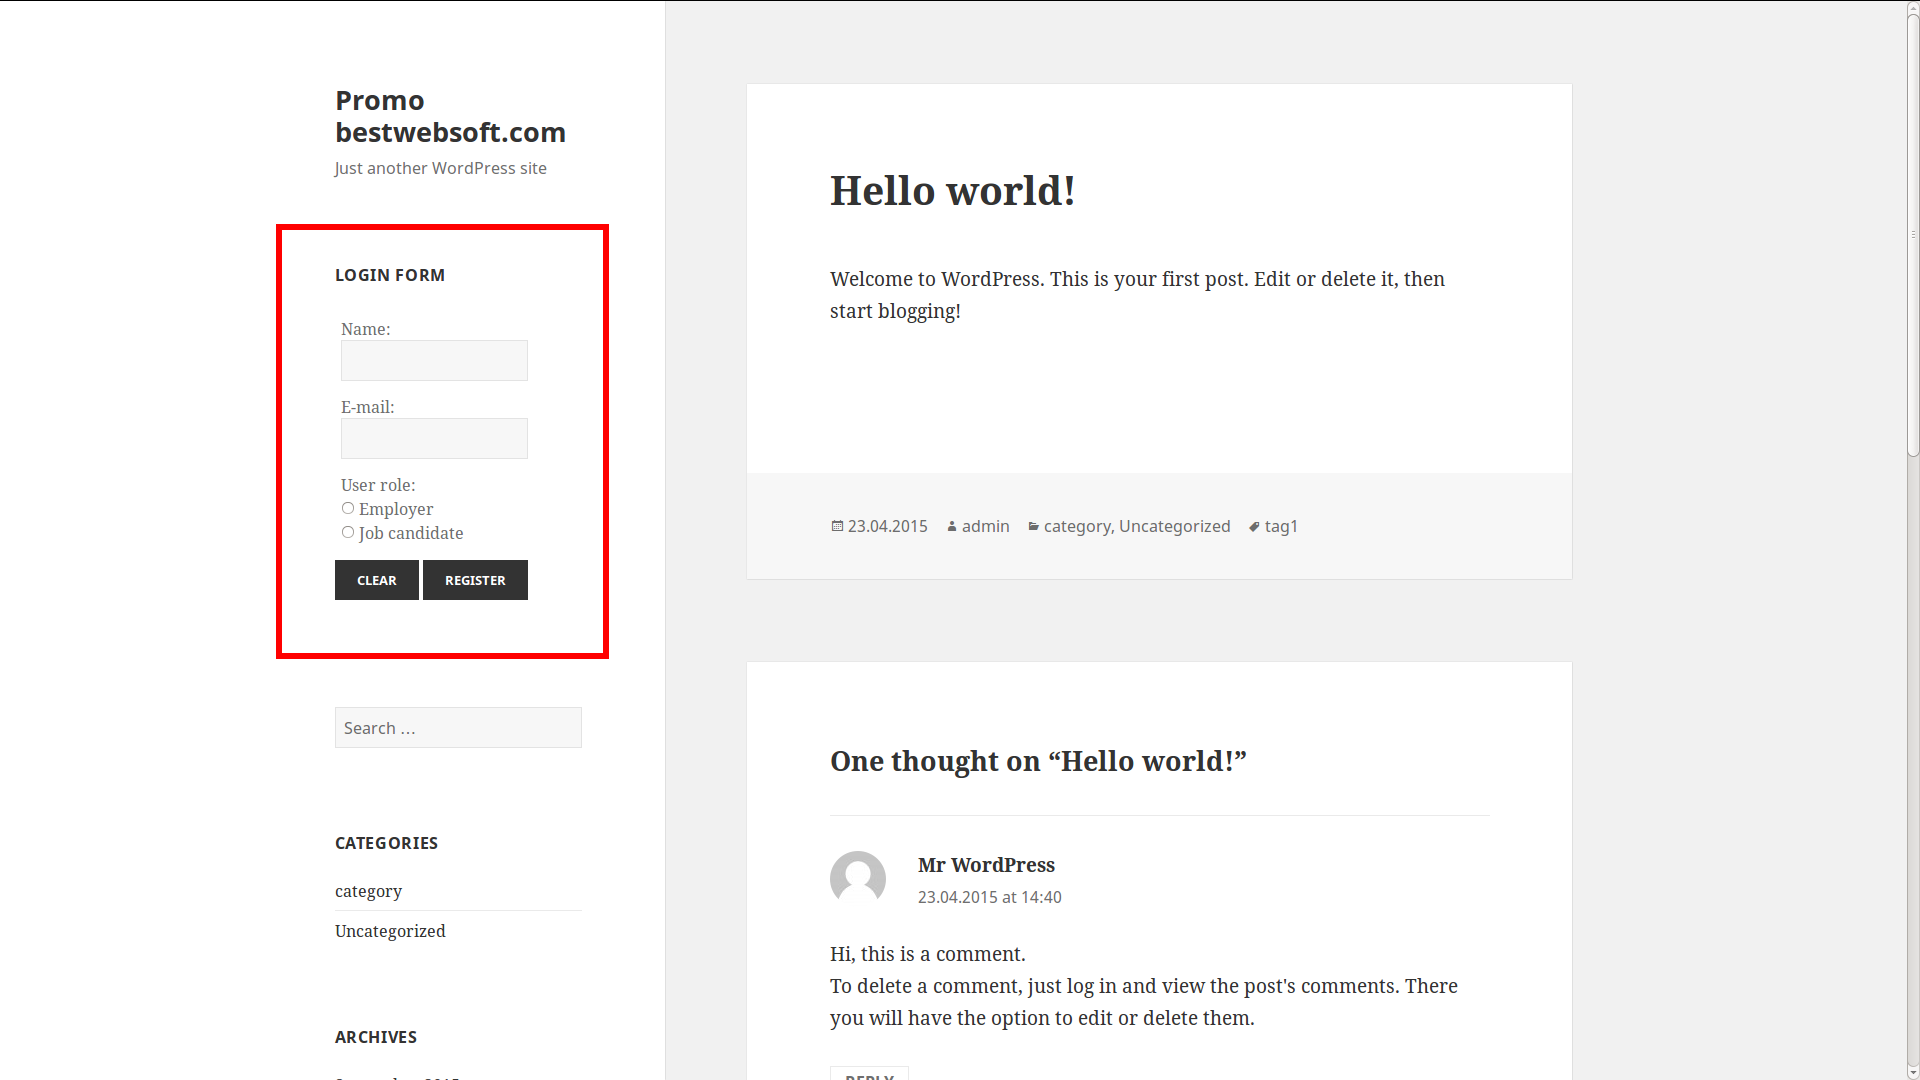 Promo
bestwebsoft.com
Just another WordPress site
LOGIN FORM
Name:
E-mail:
User role:
Employer
Job candidate
CLEAR REGISTER
Search …
CATEGORIES
category
Uncategorized
ARCHIVES
Hello world!
Welcome to WordPress. This is your first post. Edit or delete it, then
start blogging!
23.04.2015 admin category, Uncategorized tag1
One thought on “Hello world!”
Mr WordPress
23.04.2015 at 14:40
Hi, this is a comment.
To delete a comment, just log in and view the post's comments. There
you will have the option to edit or delete them.
REPLY